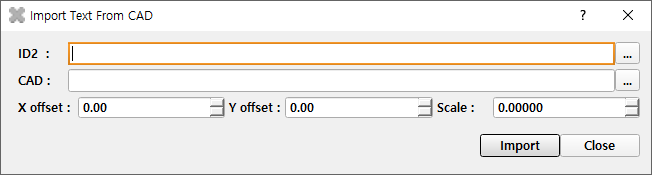 Import Text From CAD ?
ID2 : ...
CAD : ...
X offset : 0.00 Y offset : 0.00 Scale : 0.00000
Import Close